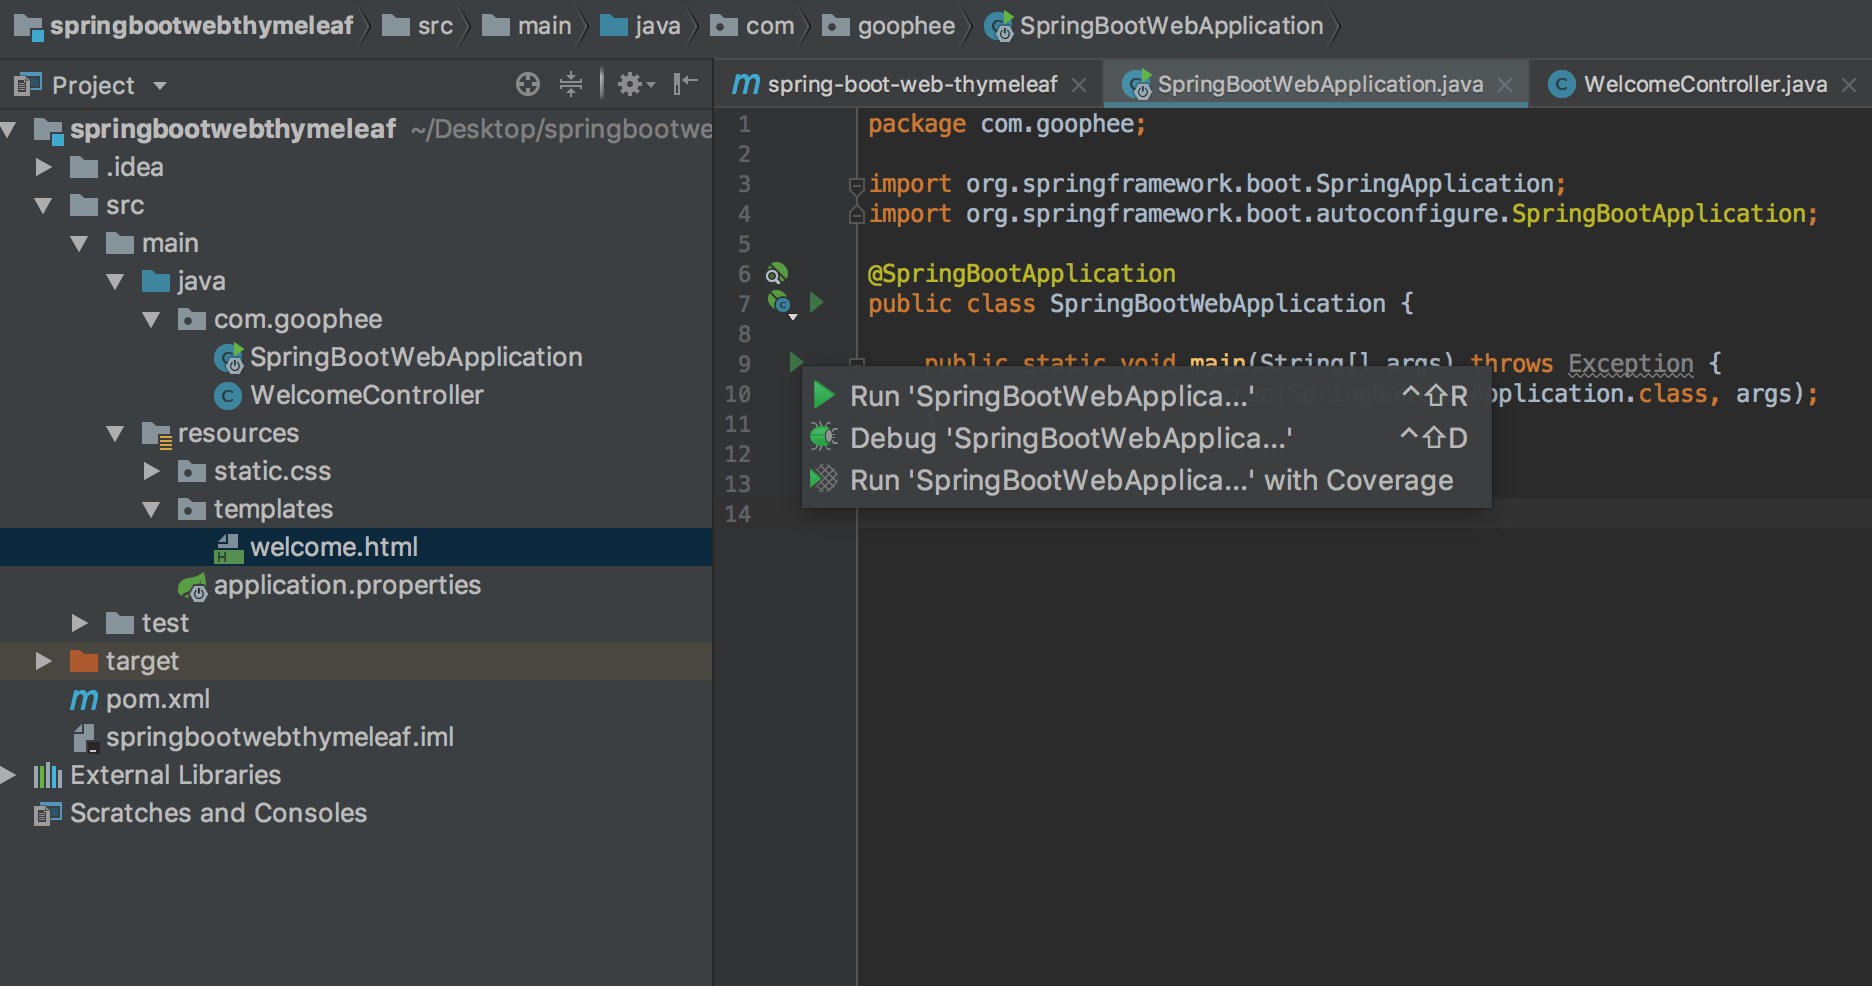 springbootwebthymeleaf src main java com goophee SpringBootWebApplication
Project
spring-boot-web-thymeleaf SpringBootWebApplication.java WelcomeController.java
springbootwebthymeleaf ~/Desktop/springbootwe
.idea
src
main
java
com.goophee
SpringBootWebApplication
WelcomeController
resources
static.css
templates
welcome.html
application.properties
test
target
pom.xml
springbootwebthymeleaf.iml
External Libraries
Scratches and Consoles
1 package com.goophee;
2
3 import org.springframework.boot.SpringApplication;
4 import org.springframework.boot.autoconfigure.SpringBootApplication;
5
6 @SpringBootApplication
7 public class SpringBootWebApplication {
8
9 public static void main(String[] args) throws Exception {
10 pplication.class, args);
11
12
13
14
Run 'SpringBootWebApplica...' ^⇧R
Debug 'SpringBootWebApplica...' ^⇧D
Run 'SpringBootWebApplica...' with Coverage